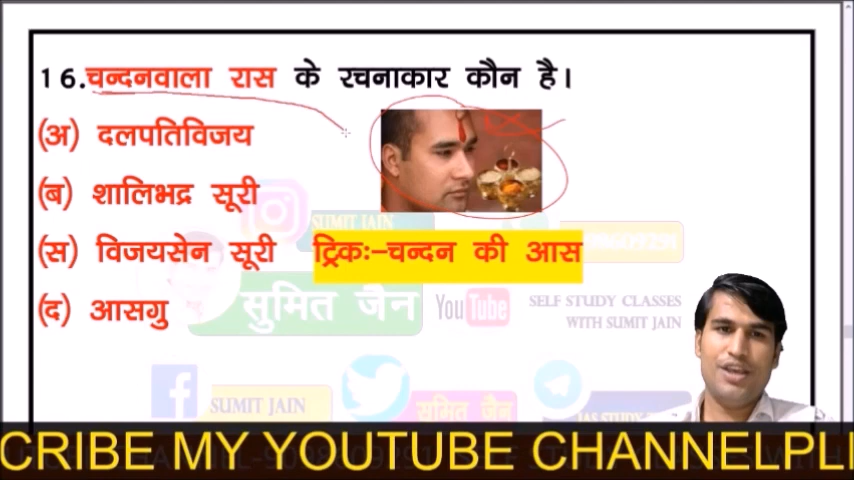 16.चन्दनवाला रास के रचनाकार कौन है।
(अ) दलपतिविजय
(ब) शालिभद्र सूरी
(स) विजयसेन सूरी
ट्रिकः-चन्दन की आस
(द) आसगु
SUMIT JAIN
सुमित जैन
YouTube
SELF STUDY CLASSES
WITH SUMIT JAIN
SUMIT JAIN
सुमित जैन
CRIBE MY YOUTUBE CHANNELPL